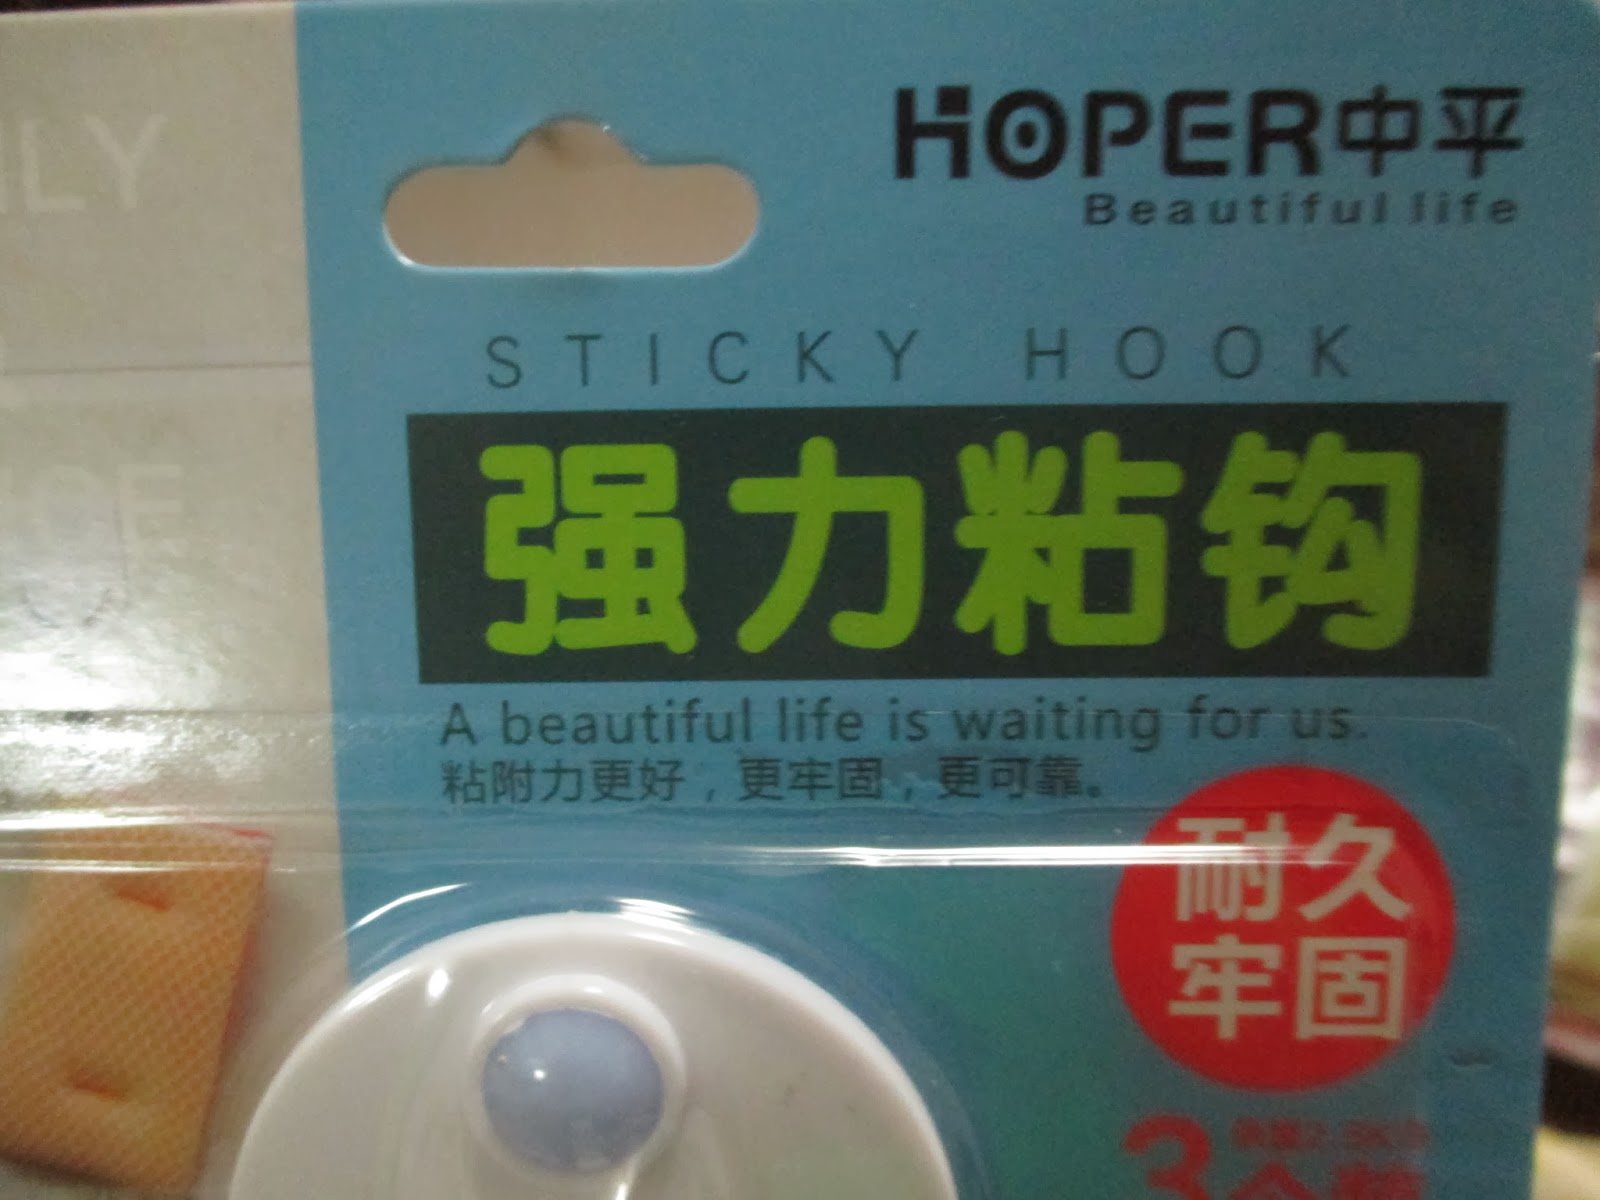 HOPER中平
Beautiful life
STICKY HOOK
强力粘钩
A beautiful life is waiting for us.
粘附力更好，更牢固，更可靠。
耐久
牢固
3